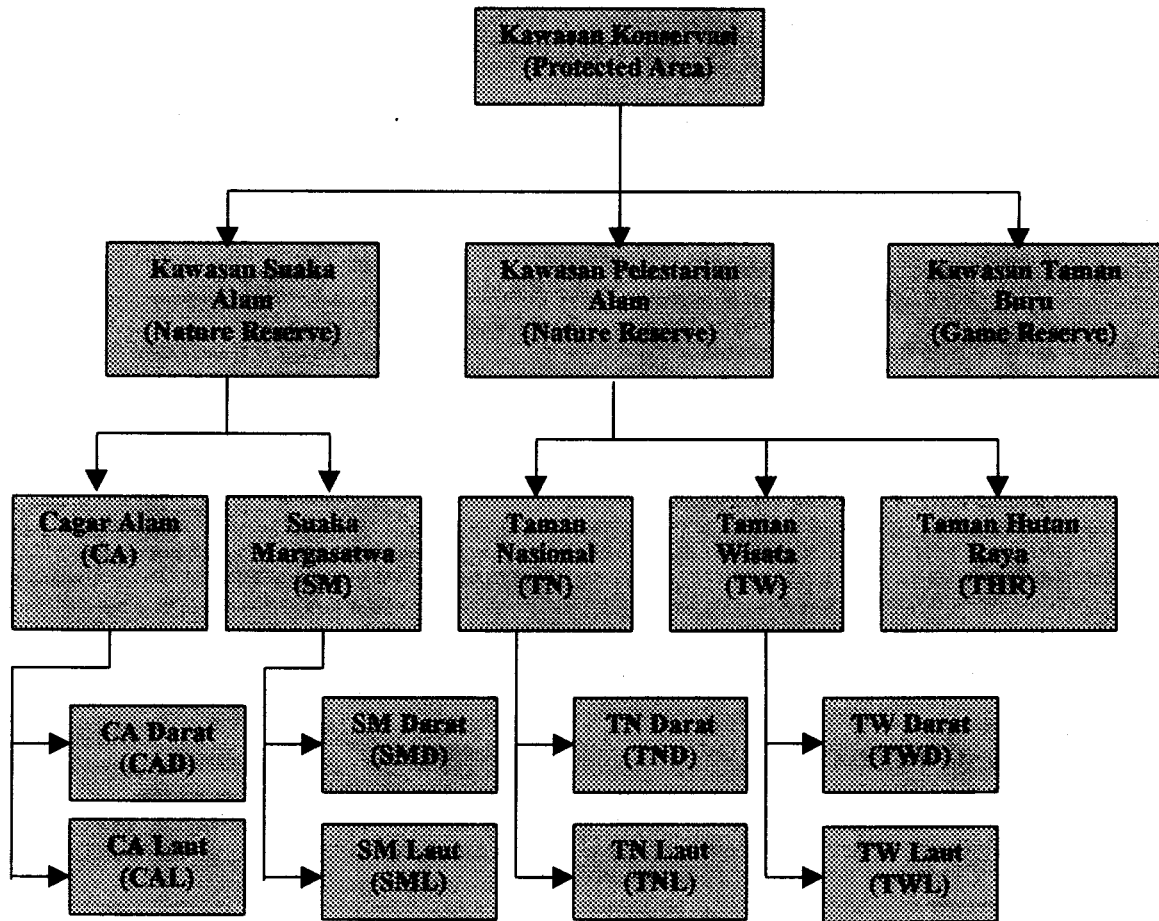 Kawasan Konservasi
(Protected Area)
Kawasan Suaka
Alam
(Nature Reserve)
Kawasan Pelestarian
Alam
(Nature Reserve)
Kawasan Taman
Buru
(Game Reserve)
Cagar Alam
(CA)
Suaka
Margasatwa
(SM)
Taman
Nasional
(TN)
Taman
Wisata
(TW)
Taman Hutan
Raya
(THR)
CA Darat
(CAD)
SM Darat
(SMD)
TN Darat
(TND)
TW Darat
(TWD)
CA Laut
(CAL)
SM Laut
(SML)
TN Laut
(TNL)
TW Laut
(TWL)